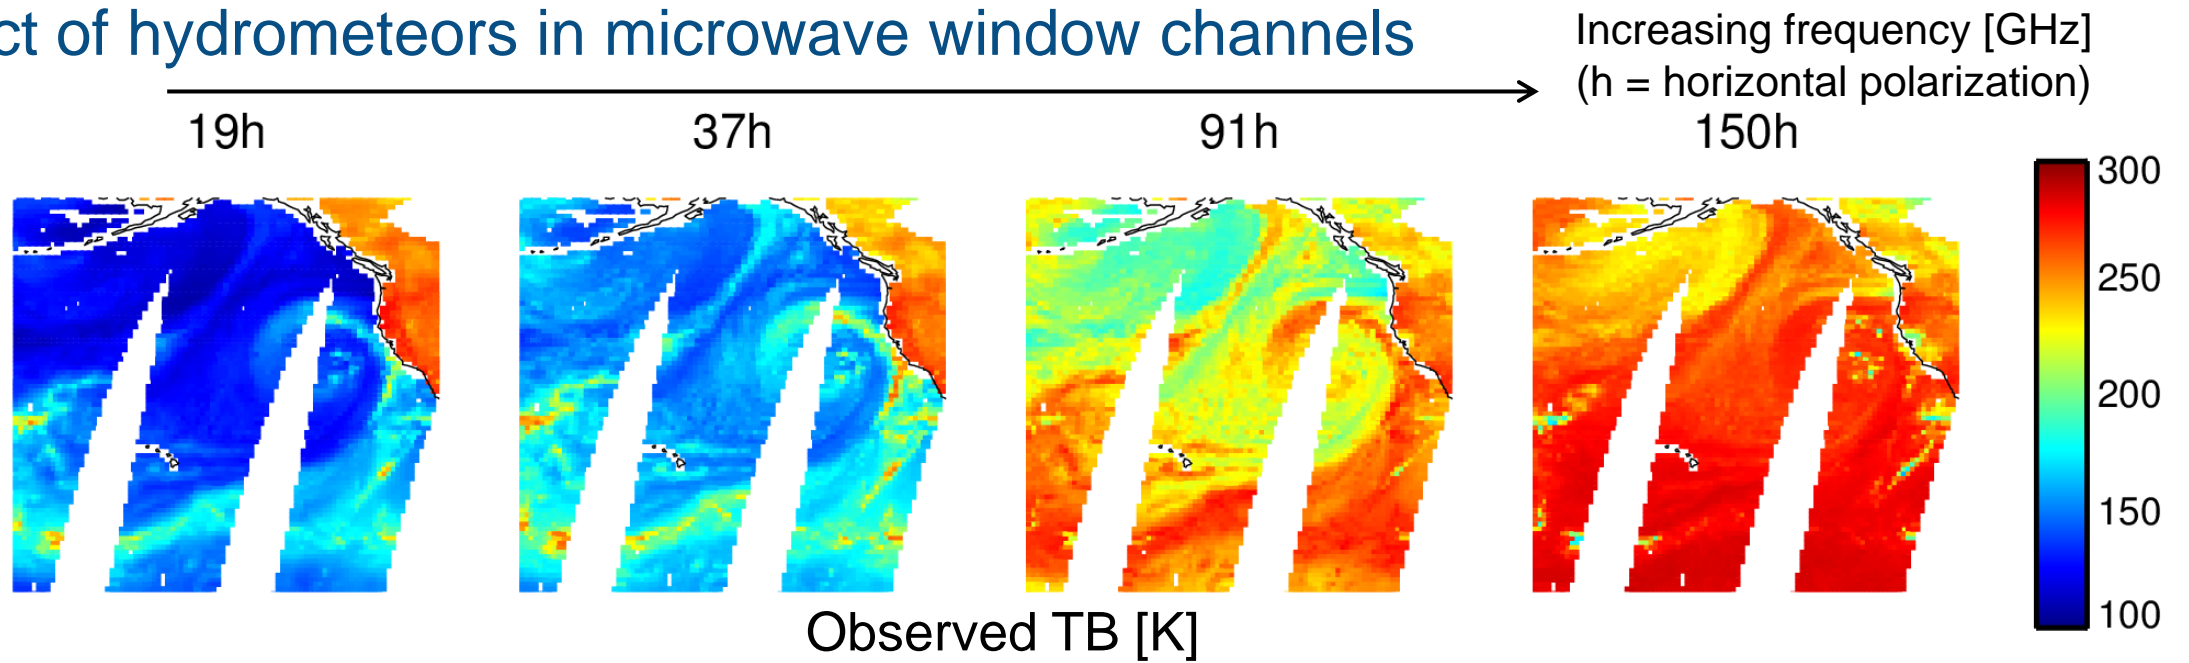 ct of hydrometeors in microwave window channels
Increasing frequency [GHz]
(h = horizontal polarization)
19h
37h
91h
150h
300
250
200
150
100
Observed TB [K]